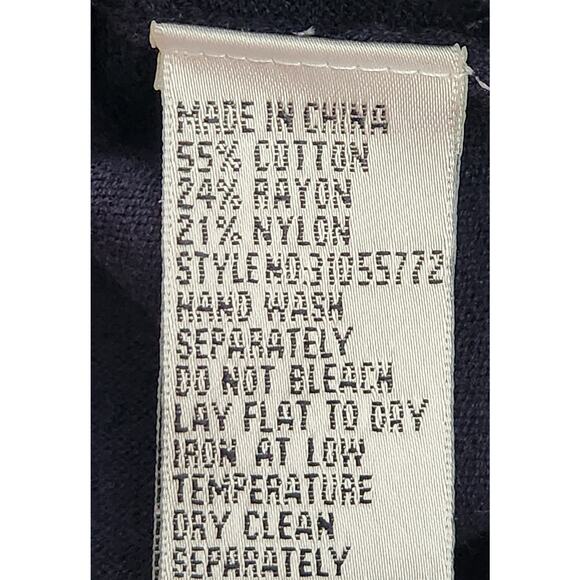 MADE IN CHINA
55% COTTON
24% RAYON
21% NYLON
STYLE NO.31055772
HAND WASH
SEPARATELY
DO NOT BLEACH
LAY FLAT TO DRY
IRON AT LOW
TEMPERATURE
DRY CLEAN
SEPARATELY